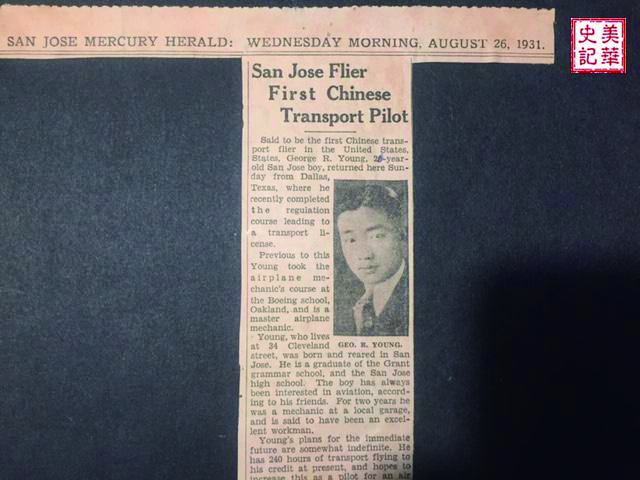 SAN JOSE MERCURY HERALD: WEDNESDAY MORNING, AUGUST 26, 1931.
美華
史記
San Jose Flier
First Chinese
Transport Pilot
Said to be the first Chinese trans-
port flier in the United States,
States, George R. Young, year-
old San Jose boy, returned here Sun-
day from Dallas,
Texas, where he
recently completed
the regulation
course leading to
a transport li-
cense.
Previous to this
Young took the
airplane me-
chanic's course at
the Boeing school,
Oakland, and is a
master airplane
mechanic.
Young, who lives
at 34 Cleveland
street, was born and reared in San
Jose. He is a graduate of the Grant
grammar school, and the San Jose
high school. The boy has always
been interested in aviation, accord-
ing to his friends. For two years he
was a mechanic at a local garage,
and is said to have been an excel-
lent workman.
Young's plans for the immediate
future are somewhat indefinite. He
has 240 hours of transport flying to
his credit at present, and hopes to
increase this as a pilot for an air
GEO. R. YOUNG.